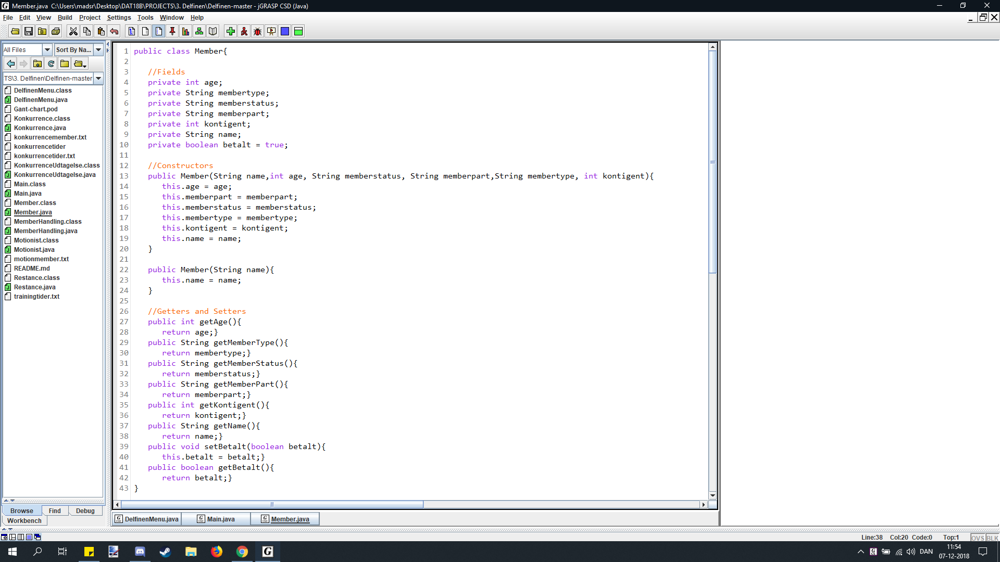 Member.java C:\Users\madsr\Desktop\DAT18B\PROJECTS\3. Delfinen\Delfinen-master - jGRASP CSD (Java)
File Edit View Build Project Settings Tools Window Help
All Files Sort By Na...
TS\3. Delfinen\Delfinen-master
DelfinenMenu.class
DelfinenMenu.java
Gant-chart.pod
Konkurrence.class
Konkurrence.java
konkurrencemember.txt
konkurrencetider
konkurrencetider.txt
KonkurrenceUdtagelse.class
KonkurrenceUdtagelse.java
Main.class
Main.java
Member.class
Member.java
MemberHandling.class
MemberHandling.java
Motionist.class
Motionist.java
motionmember.txt
README.md
Restance.class
Restance.java
trainingtider.txt
Browse Find Debug
Workbench
1 public class Member{
2
3 //Fields
4 private int age;
5 private String membertype;
6 private String memberstatus;
7 private String memberpart;
8 private int kontigent;
9 private String name;
10 private boolean betalt = true;
11
12 //Constructors
13 public Member(String name,int age, String memberstatus, String memberpart,String membertype, int kontigent){
14 this.age = age;
15 this.memberpart = memberpart;
16 this.memberstatus = memberstatus;
17 this.membertype = membertype;
18 this.kontigent = kontigent;
19 this.name = name;
20 }
21
22 public Member(String name){
23 this.name = name;
24 }
25
26 //Getters and Setters
27 public int getAge(){
28 return age;}
29 public String getMemberType(){
30 return membertype;}
31 public String getMemberStatus(){
32 return memberstatus;}
33 public String getMemberPart(){
34 return memberpart;}
35 public int getKontigent(){
36 return kontigent;}
37 public String getName(){
38 return name;}
39 public void setBetalt(boolean betalt){
40 this.betalt = betalt;}
41 public boolean getBetalt(){
42 return betalt;}
43 }
DelfinenMenu.java Main.java Member.java
Line:38 Col:20 Code:0 Top:1 OVS BLK
DAN 11:54
07-12-2018